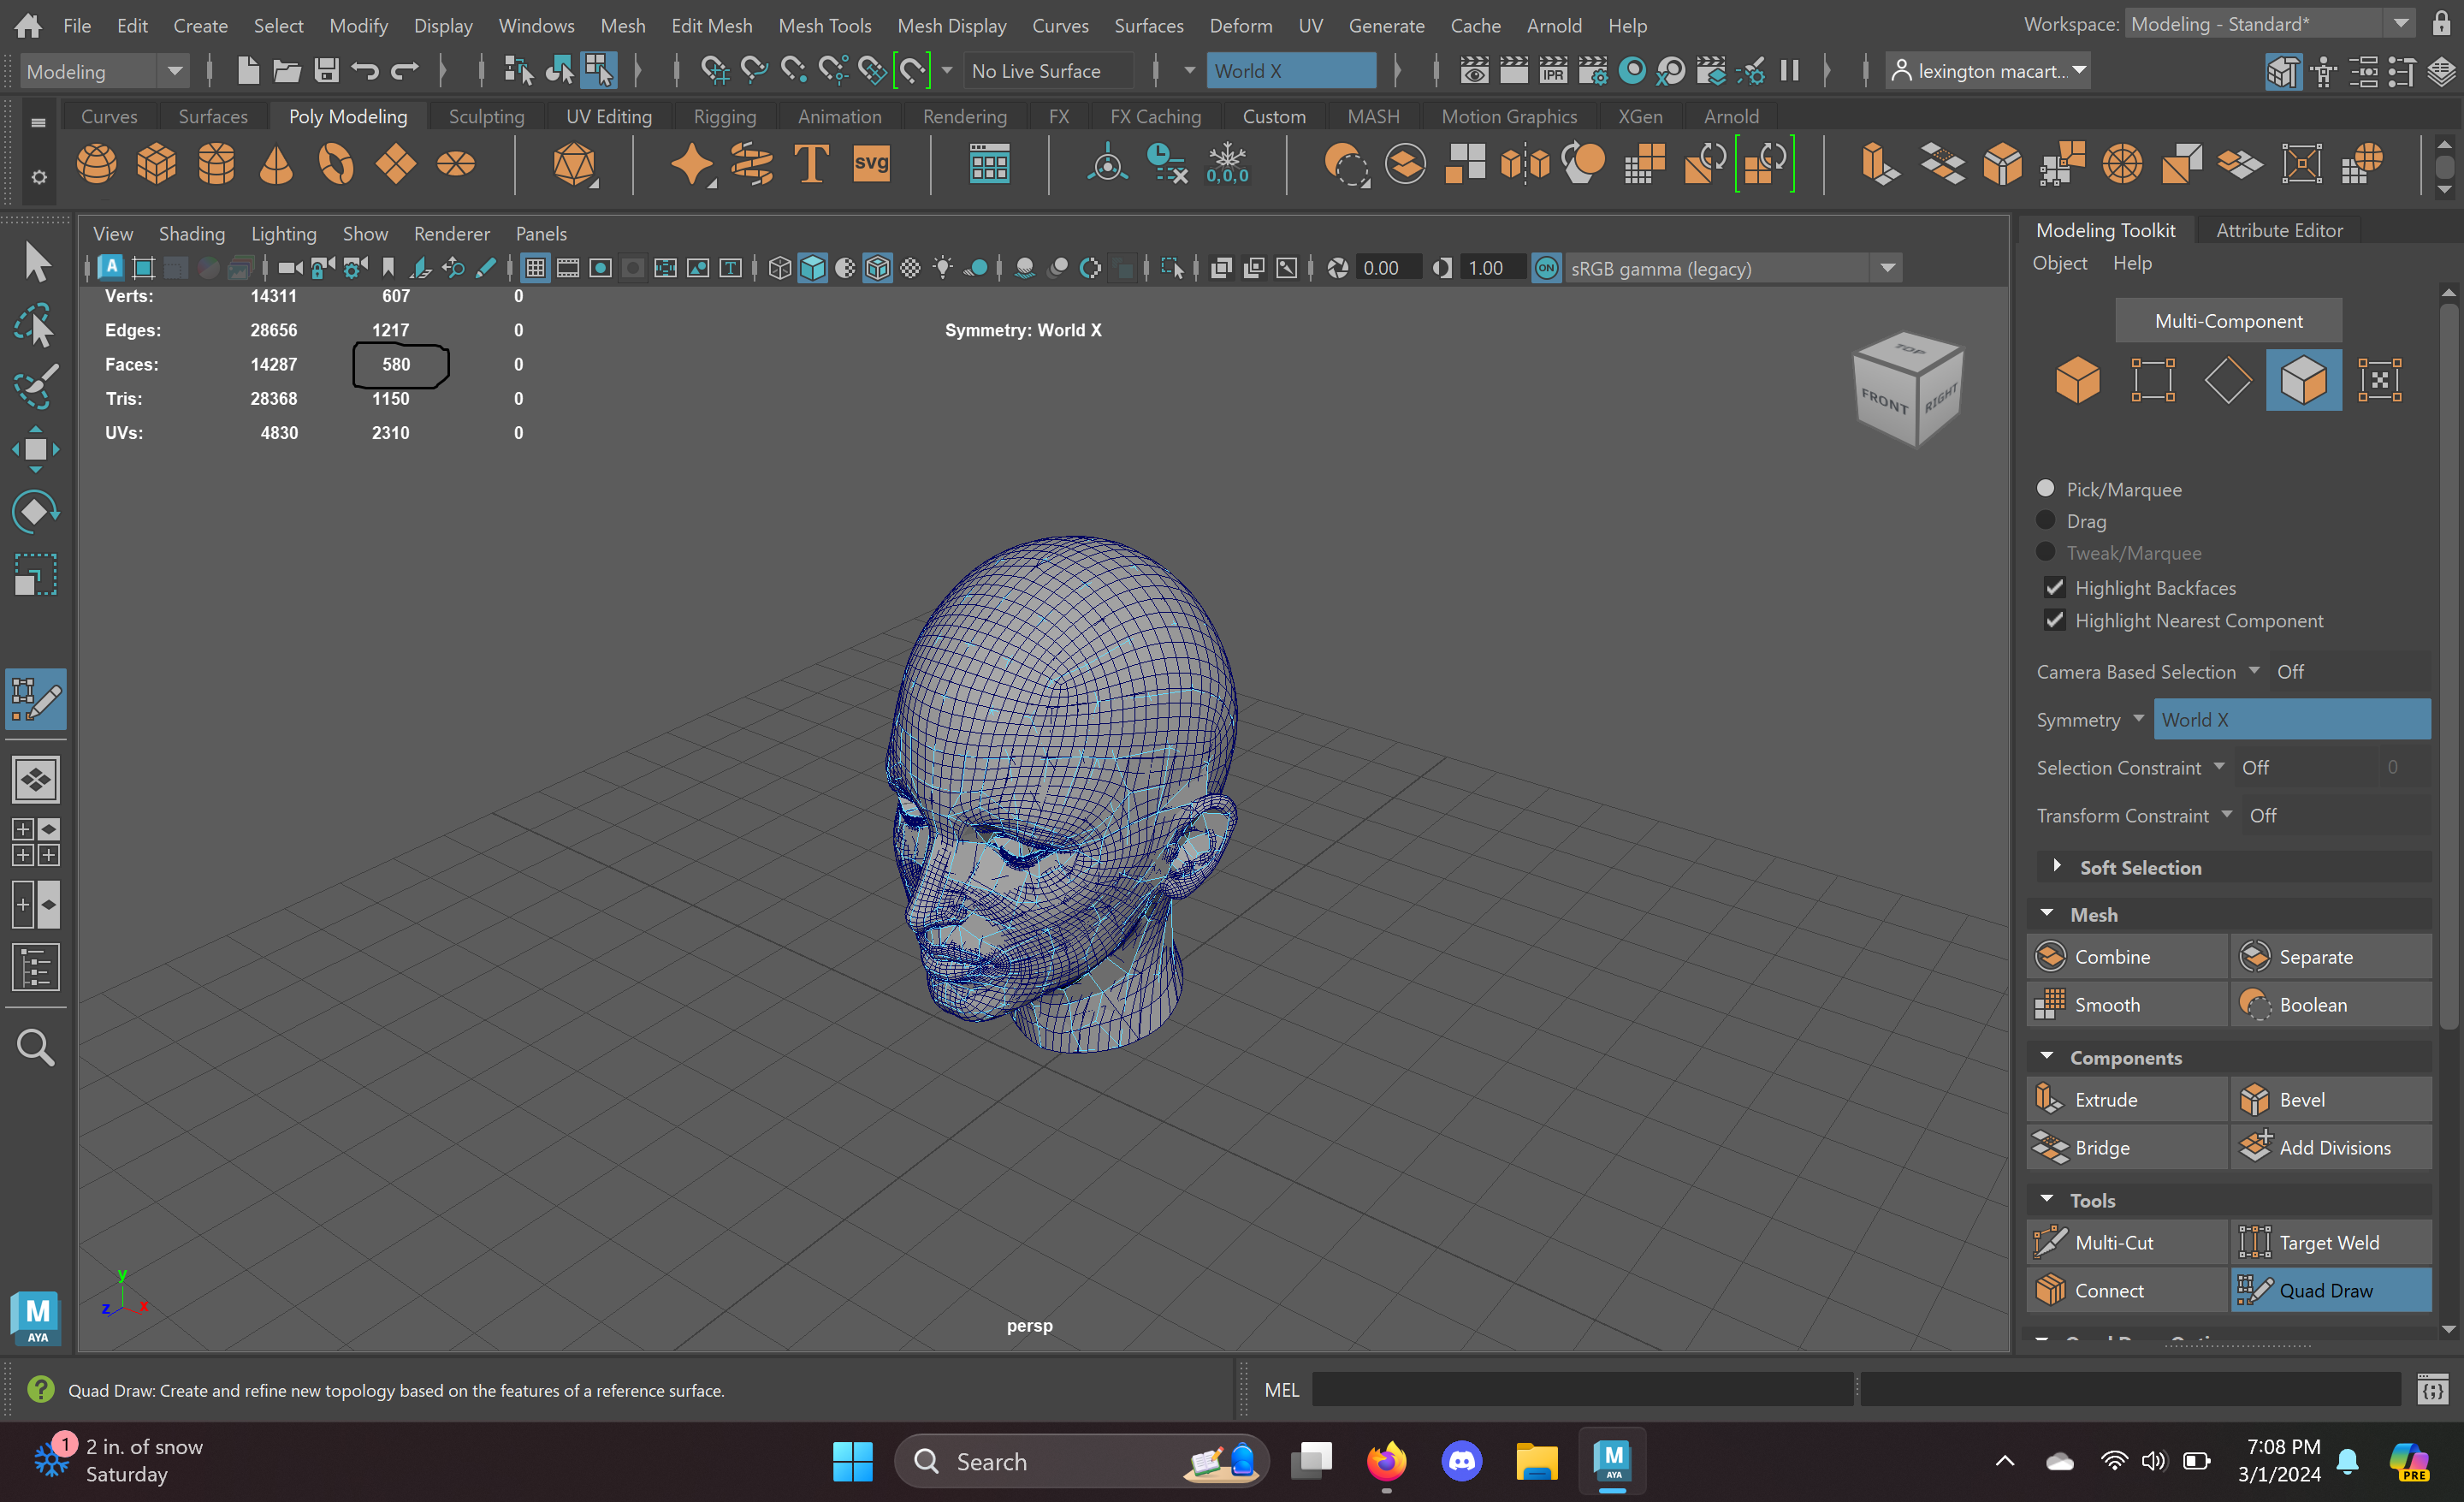 File Edit Create Select Modify Display Windows Mesh Edit Mesh Mesh Tools Mesh Display Curves Surfaces Deform UV Generate Cache Arnold Help Workspace: Modeling - Standard*
Modeling No Live Surface World X IPR lexington macart...
Curves Surfaces Poly Modeling Sculpting UV Editing Rigging Animation Rendering FX FX Caching Custom MASH Motion Graphics XGen Arnold
T svg 0,0,0
View Shading Lighting Show Renderer Panels
A T 0.00 1.00 ON sRGB gamma (legacy)
Verts: 14311 607 0
Edges: 28656 1217 0
Faces: 14287 580 0
Tris: 28368 1150 0
UVs: 4830 2310 0
Symmetry: World X
TOP
FRONT RIGHT
y
z x
persp
Modeling Toolkit Attribute Editor
Object Help
Multi-Component
Pick/Marquee
Drag
Tweak/Marquee
Highlight Backfaces
Highlight Nearest Component
Camera Based Selection Off
Symmetry World X
Selection Constraint Off 0
Transform Constraint Off
Soft Selection
Mesh
Combine Separate
Smooth Boolean
Components
Extrude Bevel
Bridge Add Divisions
Tools
Multi-Cut Target Weld
Connect Quad Draw
M
AYA
Quad Draw: Create and refine new topology based on the features of a reference surface.
MEL
1
2 in. of snow
Saturday
Search
M
AYA
7:08 PM
3/1/2024
PRE